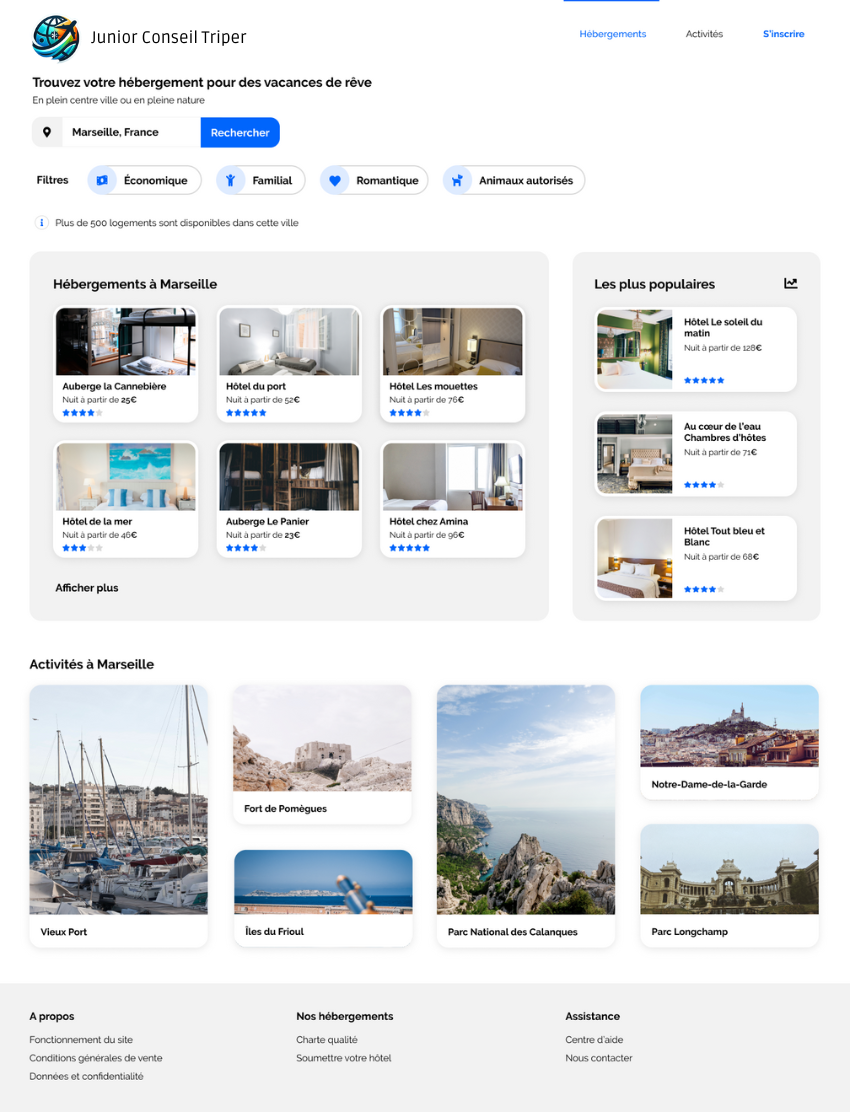 Junior Conseil Triper
Hébergements
Activités
S'inscrire
Trouvez votre hébergement pour des vacances de rêve
En plein centre ville ou en pleine nature
Marseille, France
Rechercher
Filtres
Économique
Familial
Romantique
Animaux autorisés
i
Plus de 500 logements sont disponibles dans cette ville
Hébergements à Marseille
Auberge la Cannebière
Nuit à partir de 25€
Hôtel du port
Nuit à partir de 52€
Hôtel Les mouettes
Nuit à partir de 76€
Hôtel de la mer
Nuit à partir de 46€
Auberge Le Panier
Nuit à partir de 23€
Hôtel chez Amina
Nuit à partir de 96€
Afficher plus
Les plus populaires
Hôtel Le soleil du
matin
Nuit à partir de 128€
Au cœur de l'eau
Chambres d'hôtes
Nuit à partir de 71€
Hôtel Tout bleu et
Blanc
Nuit à partir de 68€
Activités à Marseille
Vieux Port
Fort de Pomègues
Îles du Frioul
Parc National des Calanques
Notre-Dame-de-la-Garde
Parc Longchamp
A propos
Fonctionnement du site
Conditions générales de vente
Données et confidentialité
Nos hébergements
Charte qualité
Soumettre votre hôtel
Assistance
Centre d'aide
Nous contacter